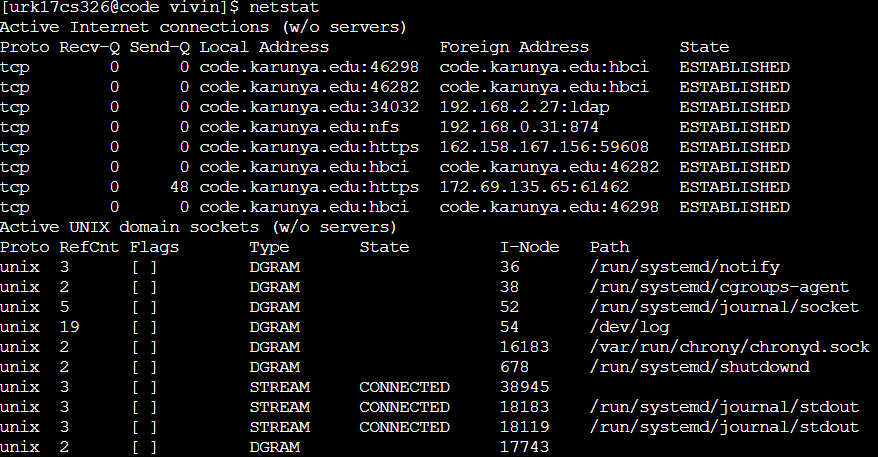 [urk17cs326@code vivin]$ netstat
Active Internet connections (w/o servers)
Proto Recv-Q Send-Q Local Address           Foreign Address         State
tcp        0      0 code.karunya.edu:46298  code.karunya.edu:hbci   ESTABLISHED
tcp        0      0 code.karunya.edu:46282  code.karunya.edu:hbci   ESTABLISHED
tcp        0      0 code.karunya.edu:34032  192.168.2.27:ldap       ESTABLISHED
tcp        0      0 code.karunya.edu:nfs    192.168.0.31:874        ESTABLISHED
tcp        0      0 code.karunya.edu:https  162.158.167.156:59608   ESTABLISHED
tcp        0      0 code.karunya.edu:hbci   code.karunya.edu:46282  ESTABLISHED
tcp        0     48 code.karunya.edu:https  172.69.135.65:61462     ESTABLISHED
tcp        0      0 code.karunya.edu:hbci   code.karunya.edu:46298  ESTABLISHED
Active UNIX domain sockets (w/o servers)
Proto RefCnt Flags       Type       State         I-Node   Path
unix  3      [ ]         DGRAM                    36       /run/systemd/notify
unix  2      [ ]         DGRAM                    38       /run/systemd/cgroups-agent
unix  5      [ ]         DGRAM                    52       /run/systemd/journal/socket
unix  19     [ ]         DGRAM                    54       /dev/log
unix  2      [ ]         DGRAM                    16183    /var/run/chrony/chronyd.sock
unix  2      [ ]         DGRAM                    678      /run/systemd/shutdownd
unix  3      [ ]         STREAM     CONNECTED     38945
unix  3      [ ]         STREAM     CONNECTED     18183    /run/systemd/journal/stdout
unix  3      [ ]         STREAM     CONNECTED     18119    /run/systemd/journal/stdout
unix  2      [ ]         DGRAM                    17743